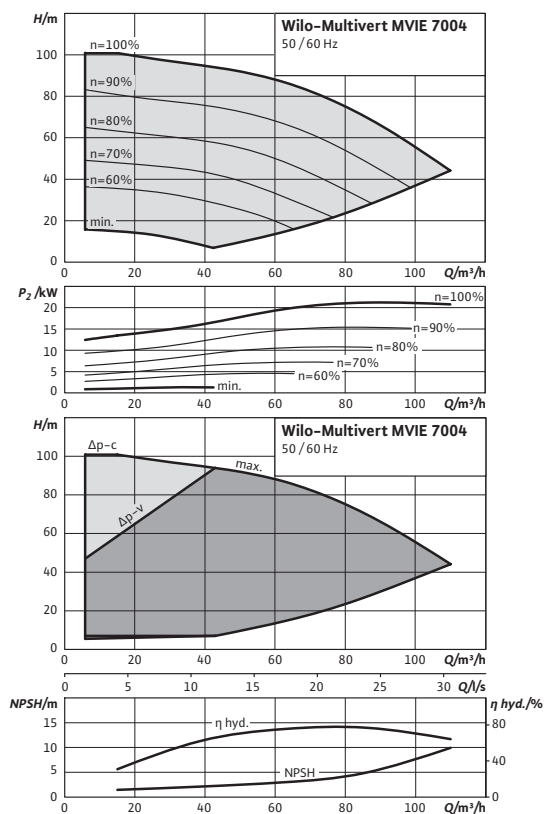 H/m
Wilo-Multivert MVIE 7004
50 / 60 Hz
n=100%
100
n=90%
80
n=80%
60
n=70%
40
n=60%
20
min.
0
0 20 40 60 80 100 Q/m³/h
P₂ /kW
20
n=100%
15
n=90%
10
n=80%
n=70%
5
n=60%
min.
0
0 20 40 60 80 100 Q/m³/h
H/m
Wilo-Multivert MVIE 7004
50 / 60 Hz
Δp-c
100
max.
80
Δp-v
60
40
20
0
0 20 40 60 80 100 Q/m³/h
0 5 10 15 20 25 30 Q/l/s
NPSH/m
η hyd./%
15
η hyd.
80
10
40
5
NPSH
0
0
0 20 40 60 80 100 Q/m³/h